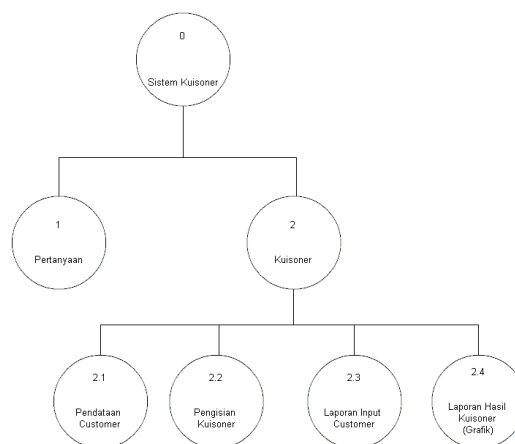 0
Sistem Kuisoner
1
Pertanyaan
2
Kuisoner
2.1
Pendataan
Customer
2.2
Pengisian
Kuisoner
2.3
Laporan Input
Customer
2.4
Laporan Hasil
Kuisoner
(Grafik)